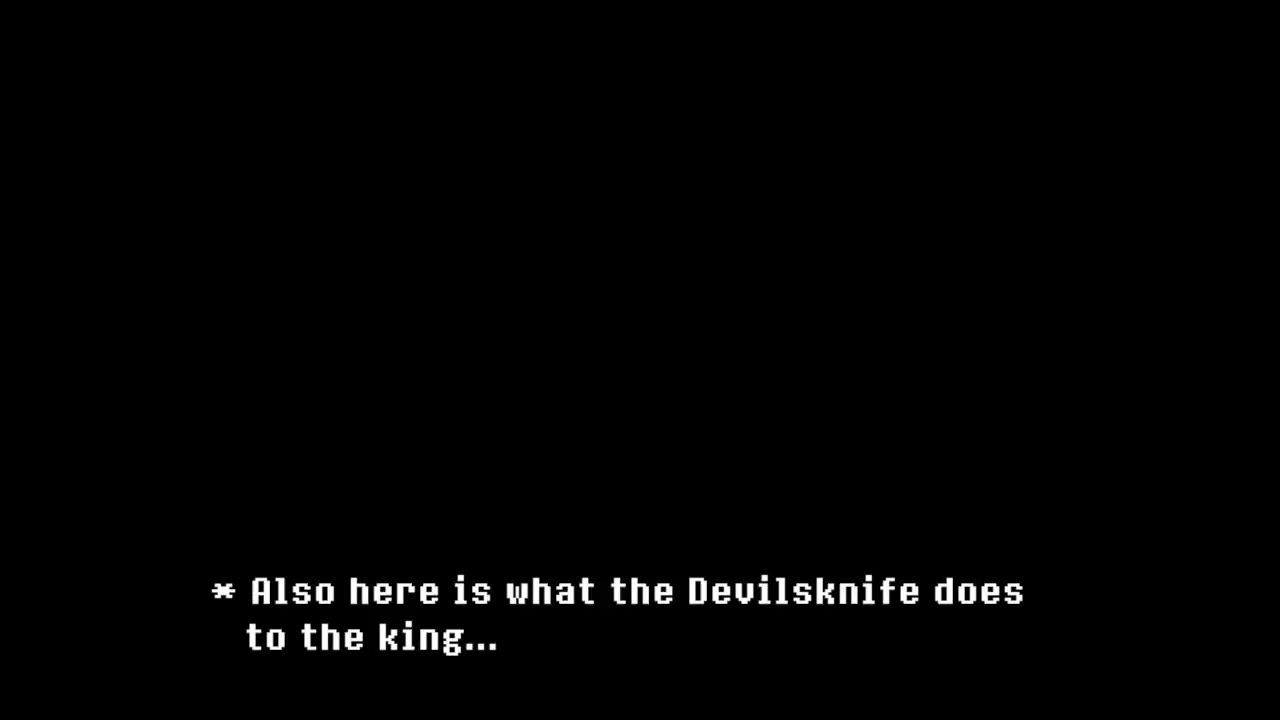 * Also here is what the Devilsknife does
to the king...